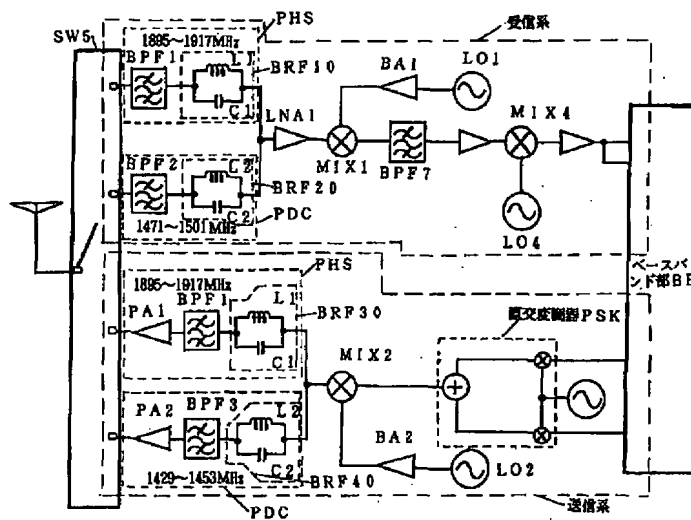 PHS
受信系
SW5
1895～1917MHz
BPF1
L1
BRF10
BA1
LO1
C1
LNA1
MIX4
MIX1
BPF7
BPF2
L2
BRF20
C2
PDC
1471～1501MHz
LO4
PHS
ベースバ
ンド部BB
1895～1917MHz
BPF1
L1
BRF30
直交変調器PSK
PA1
C1
MIX2
BPF3
L2
PA2
BA2
LO2
C2
1429～1453MHz
BRF40
PDC
送信系